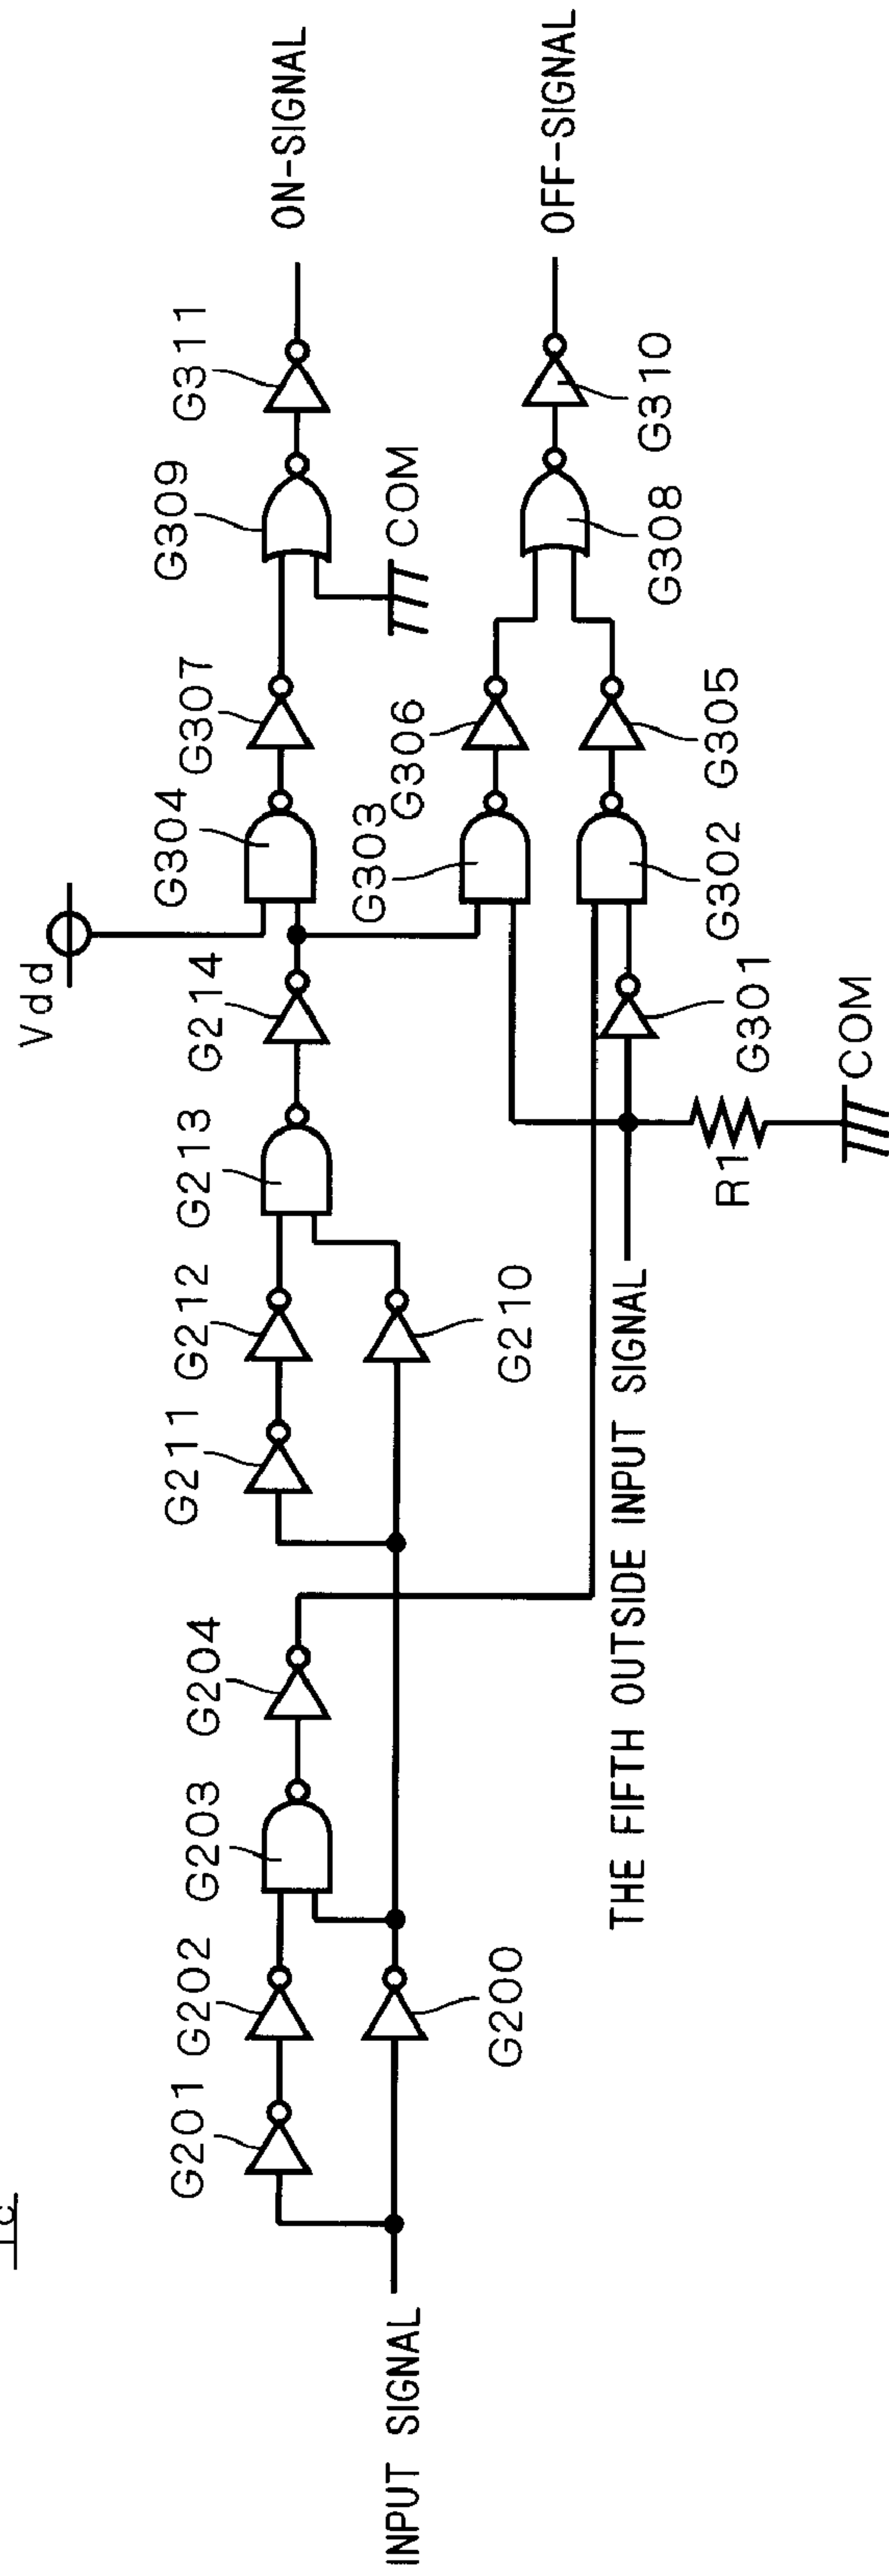 1c
INPUT SIGNAL
G201
G202
G200
G203
G204
G211
G212
G210
G213
G214
Vdd
G304
G307
G309
COM
G311
ON-SIGNAL
THE FIFTH OUTSIDE INPUT SIGNAL
R1
COM
G301
G303
G306
G302
G305
G308
G310
OFF-SIGNAL